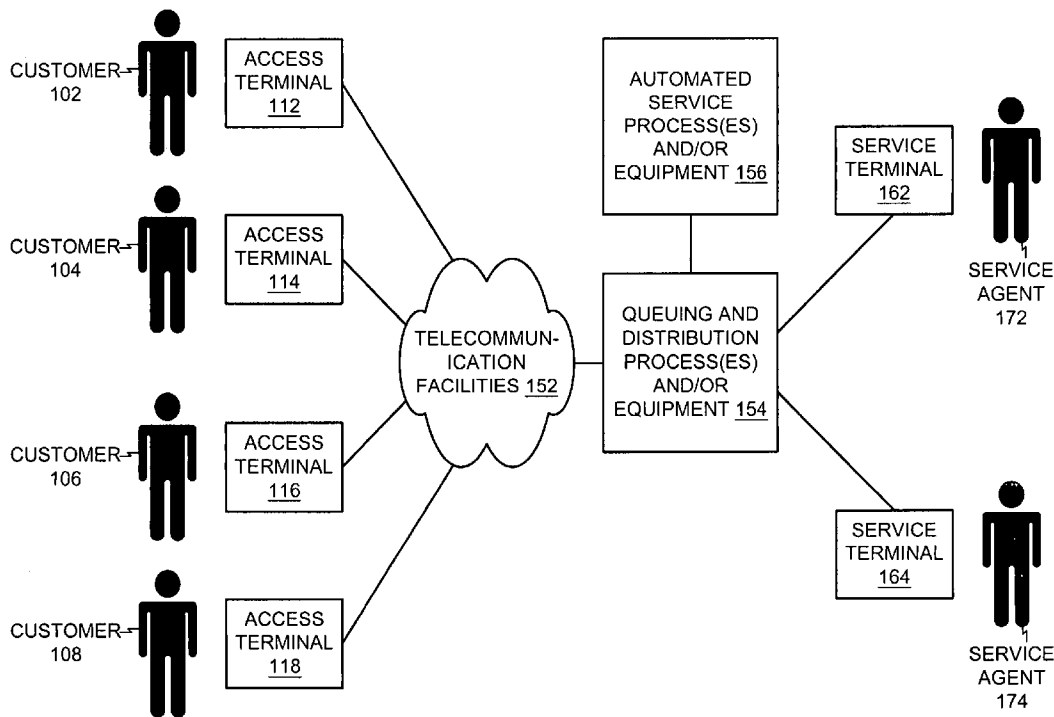 CUSTOMER
102
ACCESS
TERMINAL
112
CUSTOMER
104
ACCESS
TERMINAL
114
CUSTOMER
106
ACCESS
TERMINAL
116
CUSTOMER
108
ACCESS
TERMINAL
118
TELECOMMUN-
ICATION
FACILITIES 152
AUTOMATED
SERVICE
PROCESS(ES)
AND/OR
EQUIPMENT 156
QUEUING AND
DISTRIBUTION
PROCESS(ES)
AND/OR
EQUIPMENT 154
SERVICE
TERMINAL
162
SERVICE
AGENT
172
SERVICE
TERMINAL
164
SERVICE
AGENT
174